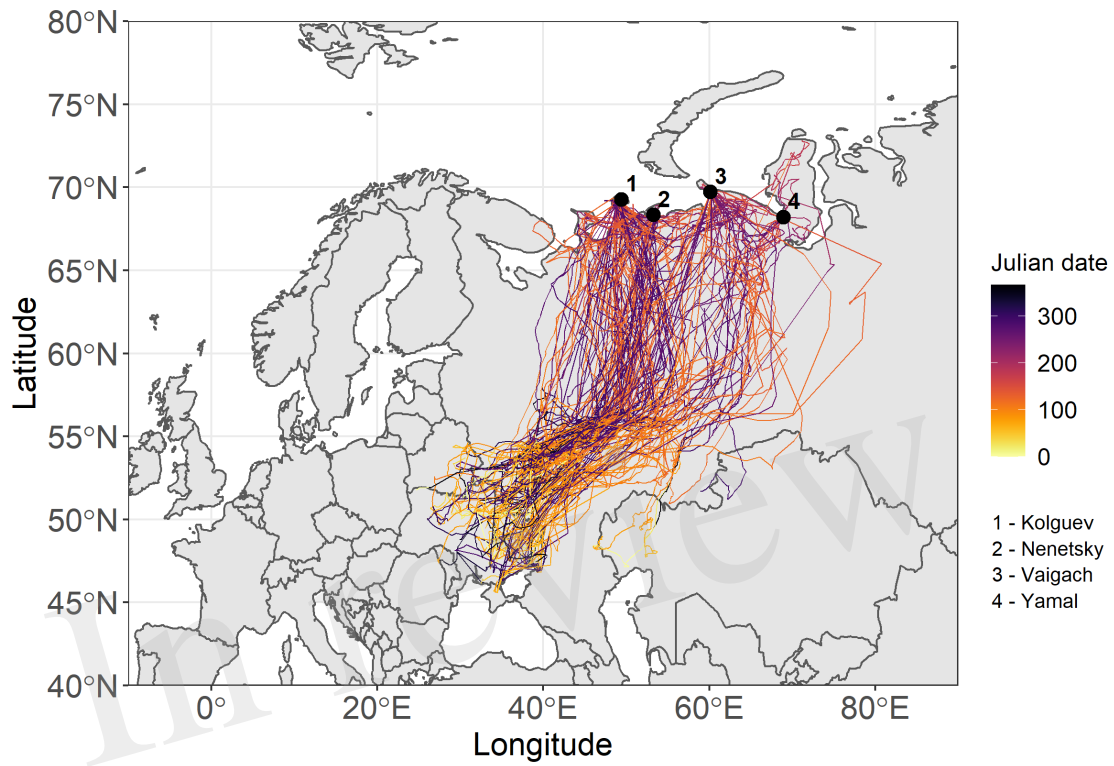 80°N
75°N
70°N
65°N
60°N
55°N
50°N
45°N
40°N
Latitude
1
2
3
4
0°
20°E
40°E
60°E
80°E
Longitude
Julian date
300
200
100
0
1 - Kolguev
2 - Nenetsky
3 - Vaigach
4 - Yamal
In review